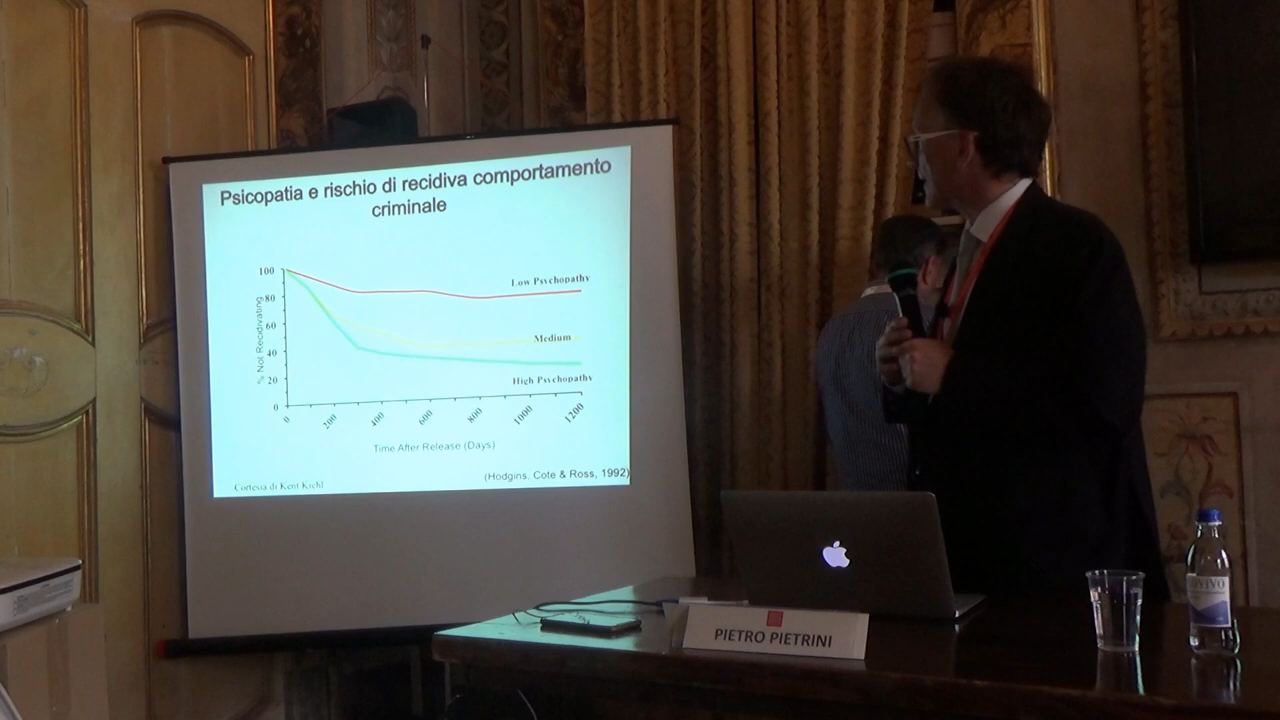 Psicopatia e rischio di recidiva comportamento
criminale
100
80
60
40
20
0
% Not Recidivating
Low Psychopathy
Medium
High Psychopathy
0
200
400
600
800
1000
1200
Time After Release (Days)
(Hodgins, Cote & Ross, 1992)
Cortesia di Kent Kiehl
PIETRO PIETRINI